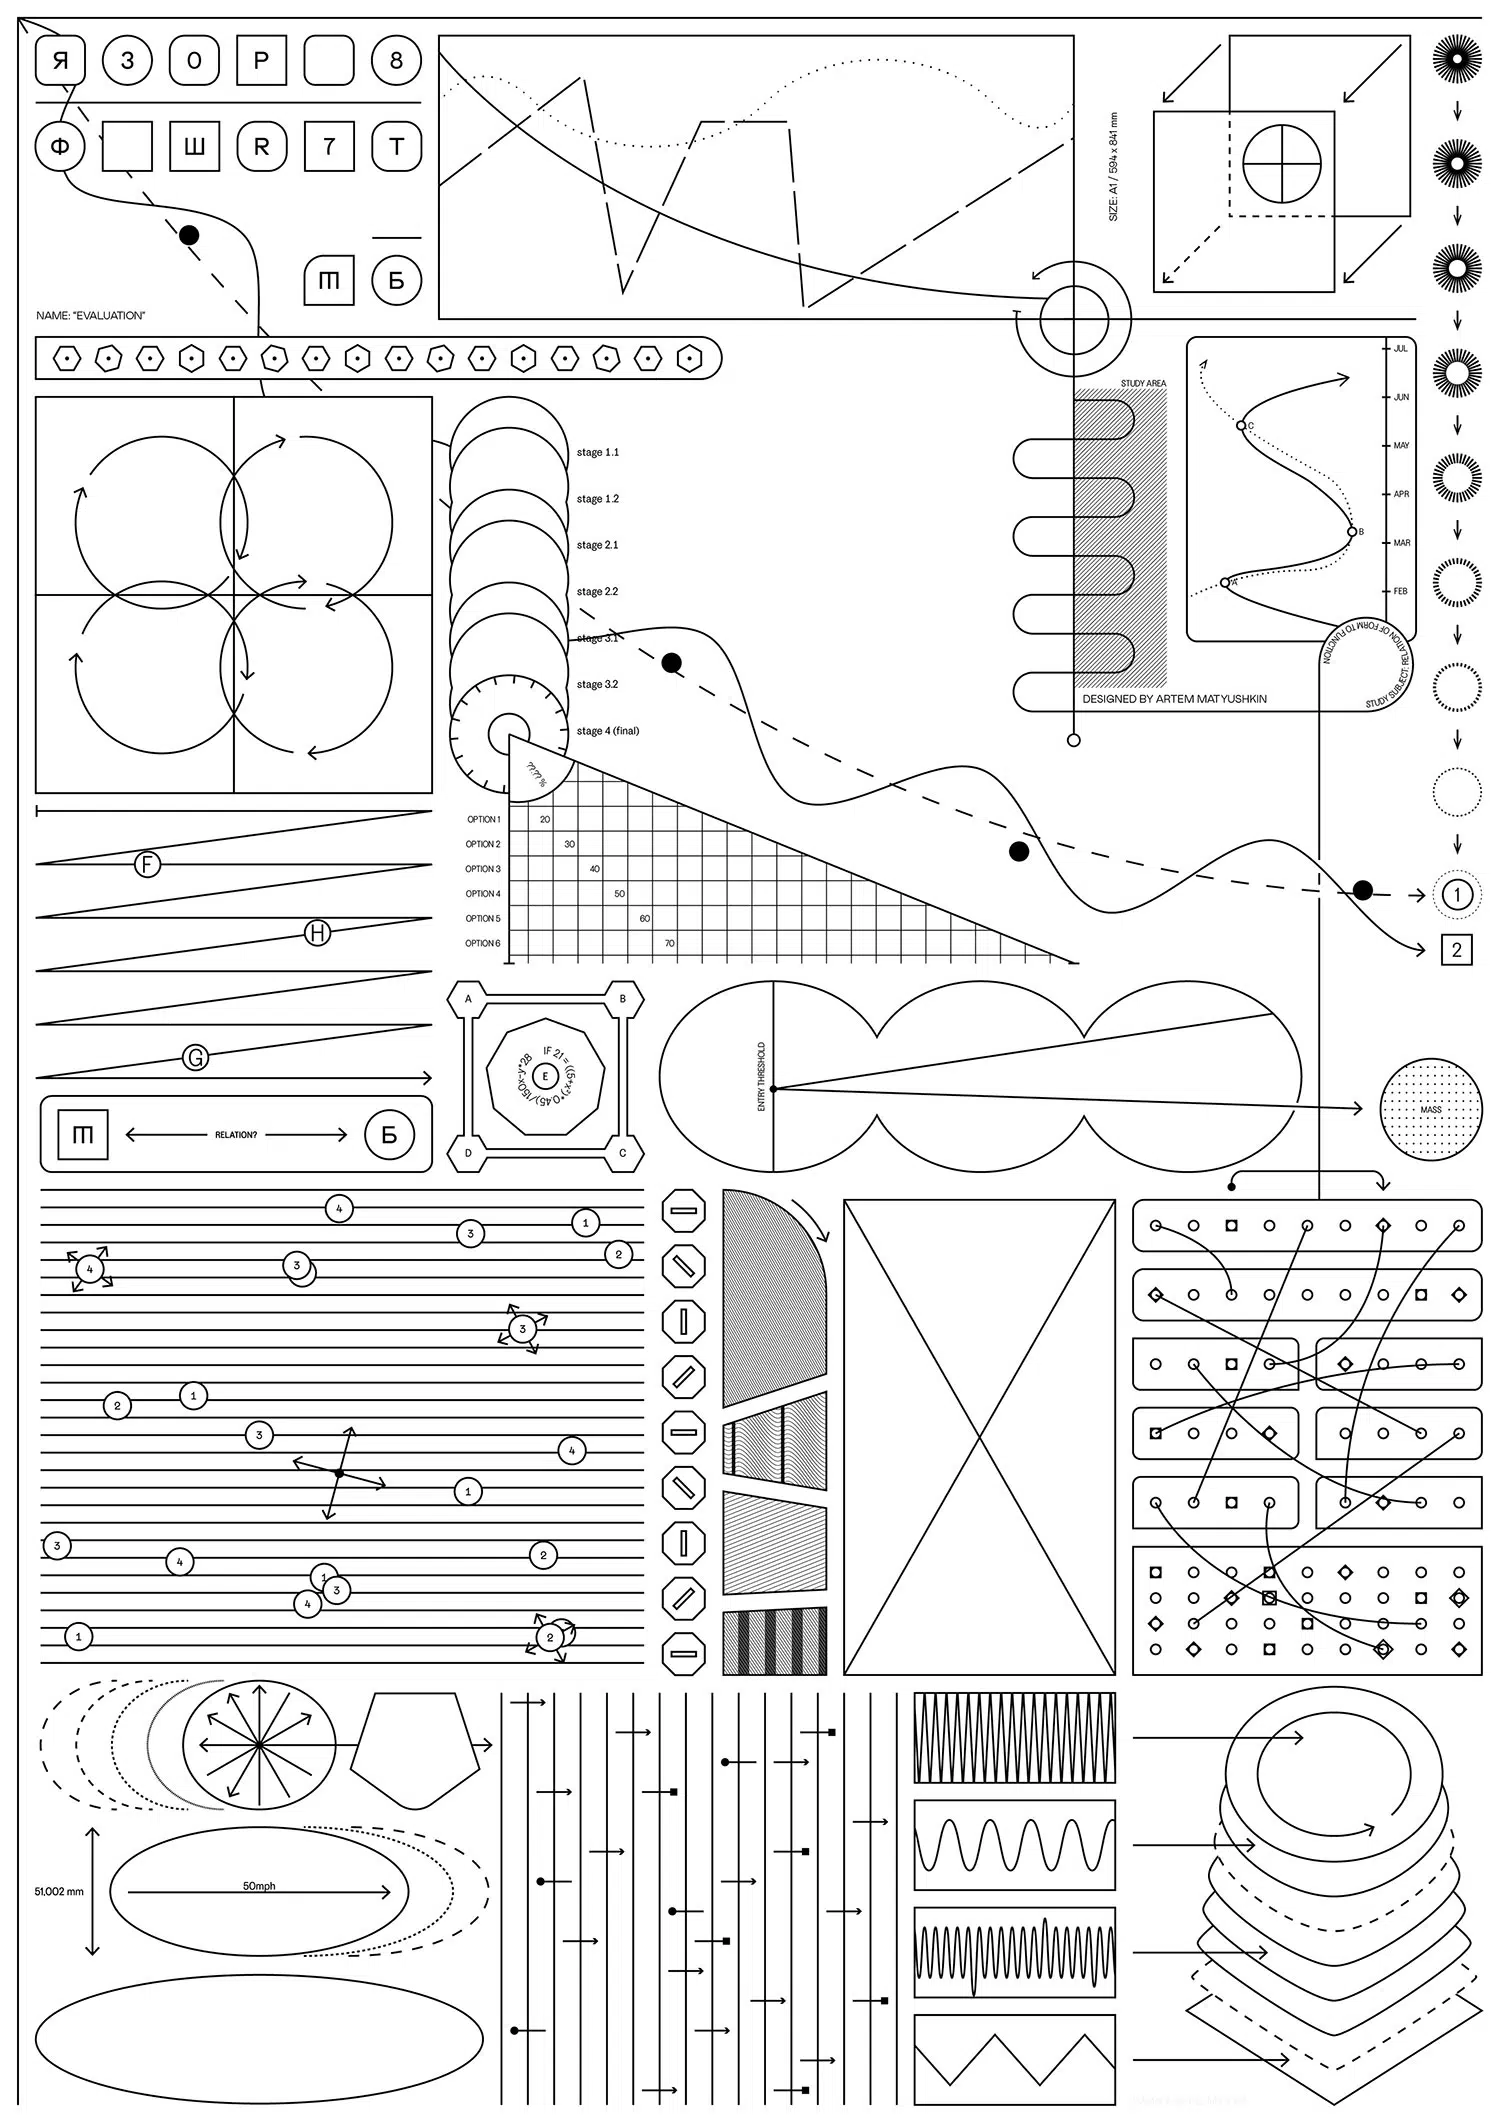 Я З О Р 8
Ф Ш R 7 T
Ш Б
NAME: "EVALUATION"
SIZE: A1 / 594 x 841 mm
STUDY AREA
JUL
JUN
MAY
APR
MAR
FEB
C
B
A
STUDY SUBJECT: RELATION OF FORM TO FUNCTION
DESIGNED BY ARTEM MATYUSHKIN
stage 1.1
stage 1.2
stage 2.1
stage 2.2
stage 3.1
stage 3.2
stage 4 (final)
??.?? %
OPTION 1 20
OPTION 2 30
OPTION 3 40
OPTION 4 50
OPTION 5 60
OPTION 6 70
1
2
F
H
G
A B
IF 21 = ((5+x²)*0.45)/150x-y*28
E
D C
ENTRY THRESHOLD
MASS
Ш RELATION? Б
4
1
3
2
4
3
3
1
2
3
4
1
3
2
4
1
3
4
1
2
51,002 mm
50mph